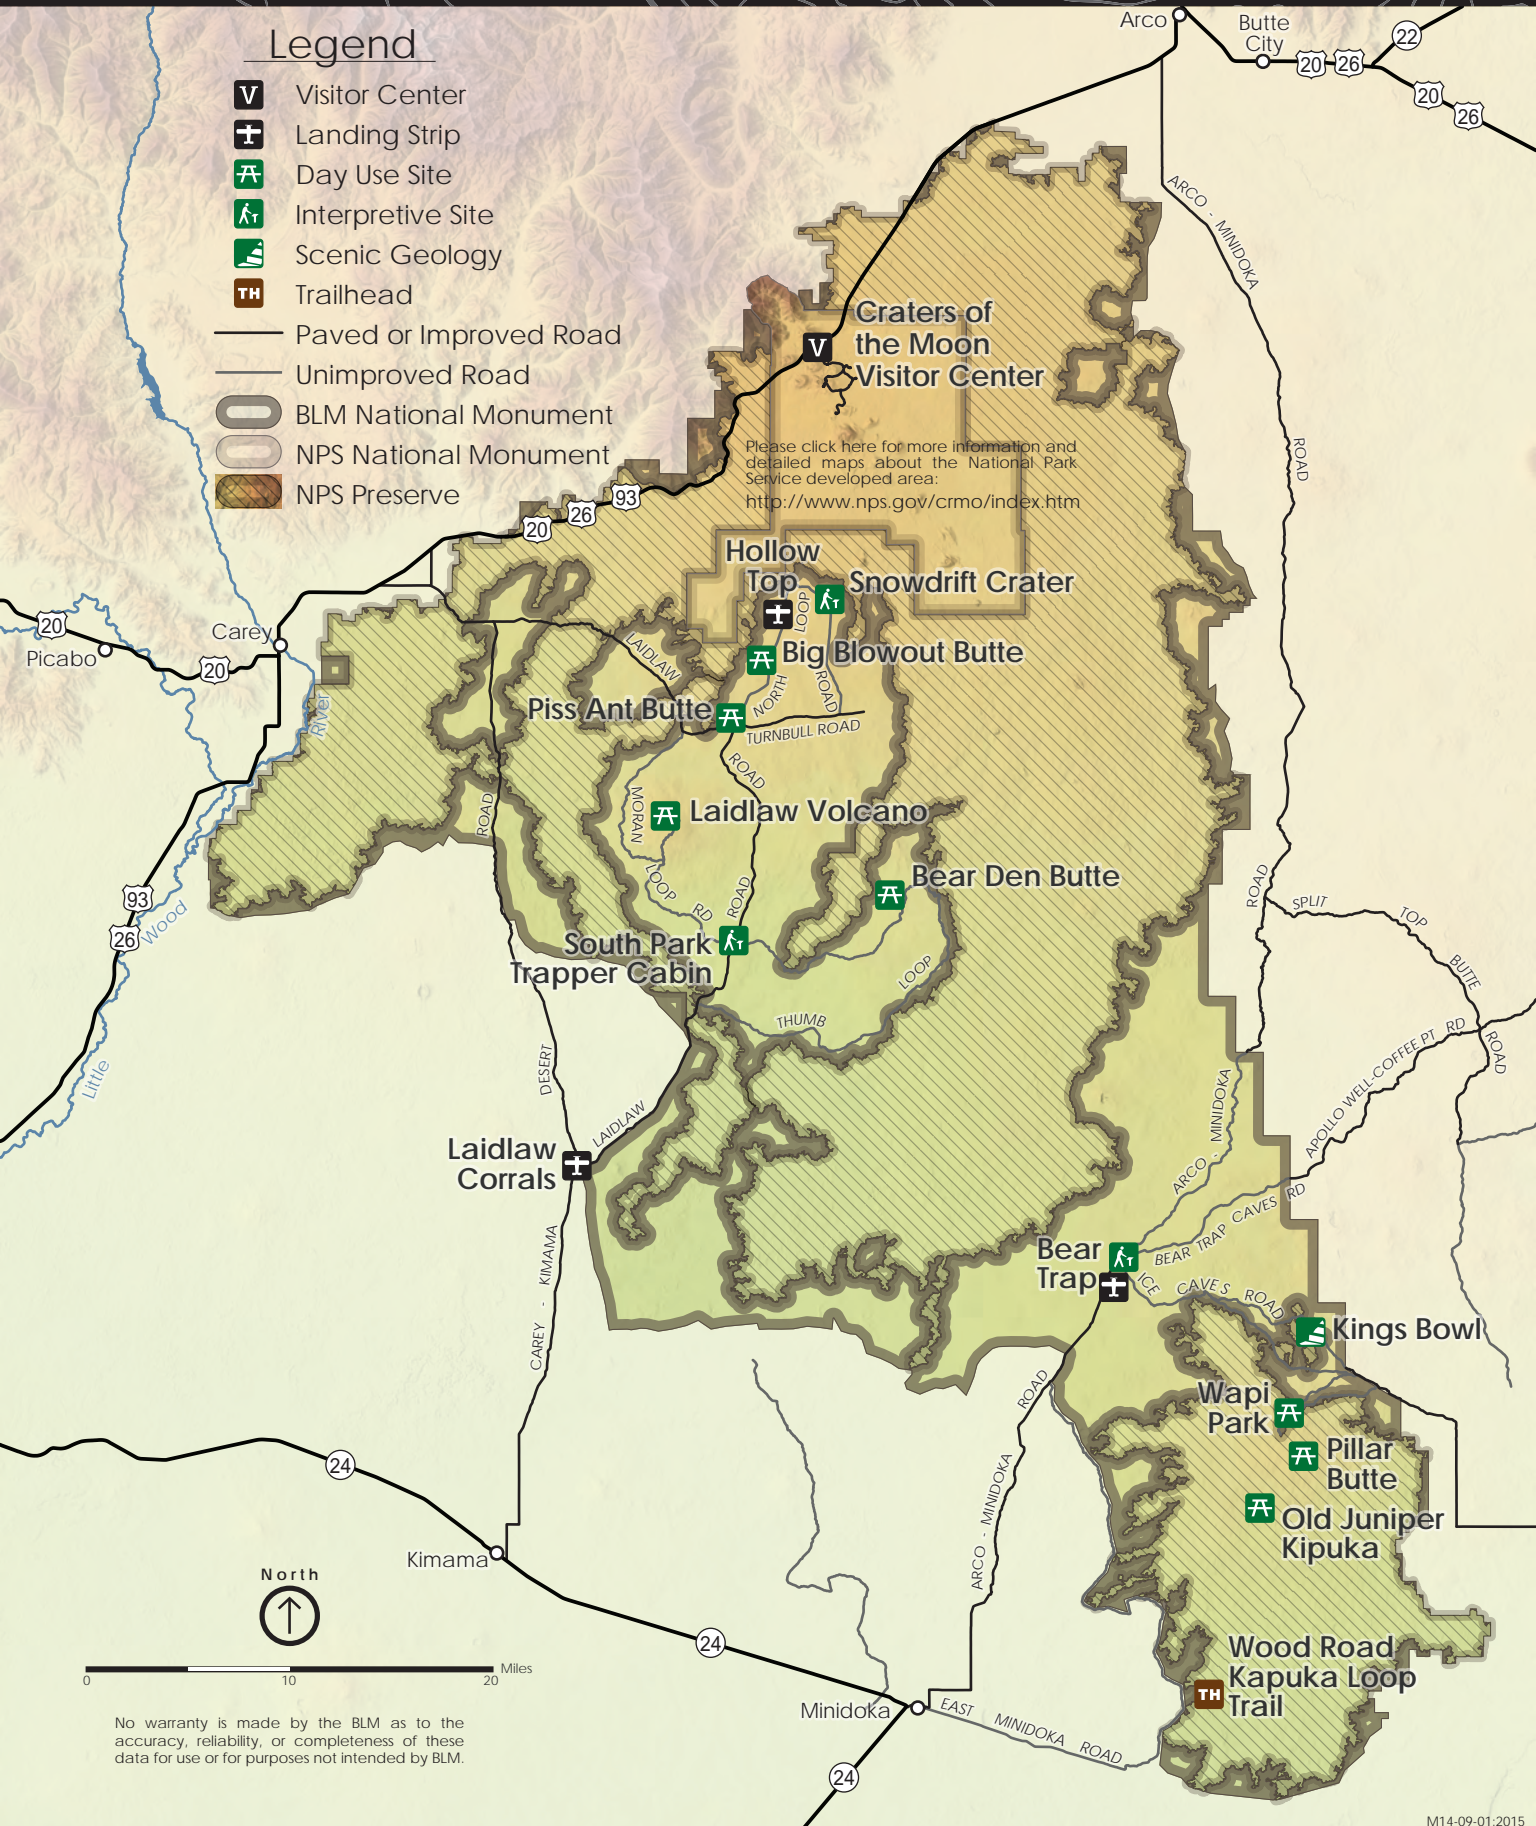 Legend
V
Visitor Center
Landing Strip
Day Use Site
Interpretive Site
Scenic Geology
TH
Trailhead
Paved or Improved Road
Unimproved Road
BLM National Monument
NPS National Monument
NPS Preserve
Arco
Butte
City
20
26
22
20
26
ARCO - MINIDOKA
ROAD
V
Craters of
the Moon
Visitor Center
Please click here for more information and
detailed maps about the National Park
Service developed area:
http://www.nps.gov/crmo/index.htm
20
26
93
Hollow
Top
Snowdrift Crater
LOOP
Big Blowout Butte
NORTH
ROAD
LAIDLAW
Piss Ant Butte
TURNBULL ROAD
ROAD
20
Picabo
Carey
20
River
MORAN
Laidlaw Volcano
ROAD
LOOP
RD
ROAD
Bear Den Butte
South Park
Trapper Cabin
LOOP
THUMB
93
26
Wood
Little
ROAD
SPLIT
TOP
BUTTE
ROAD
APOLLO WELL-COFFEE PT RD
DESERT
LAIDLAW
Laidlaw
Corrals
ARCO - MINIDOKA
BEAR TRAP CAVES RD
Bear
Trap
ICE
CAVES
ROAD
Kings Bowl
CAREY - KIMAMA
Wapi
Park
Pillar
Butte
Old Juniper
Kipuka
ROAD
ARCO - MINIDOKA
24
Kimama
24
North
0
10
20
Miles
Wood Road
Kapuka Loop
Trail
TH
Minidoka
EAST MINIDOKA ROAD
24
No warranty is made by the BLM as to the
accuracy, reliability, or completeness of these
data for use or for purposes not intended by BLM.
M14-09-01:2015